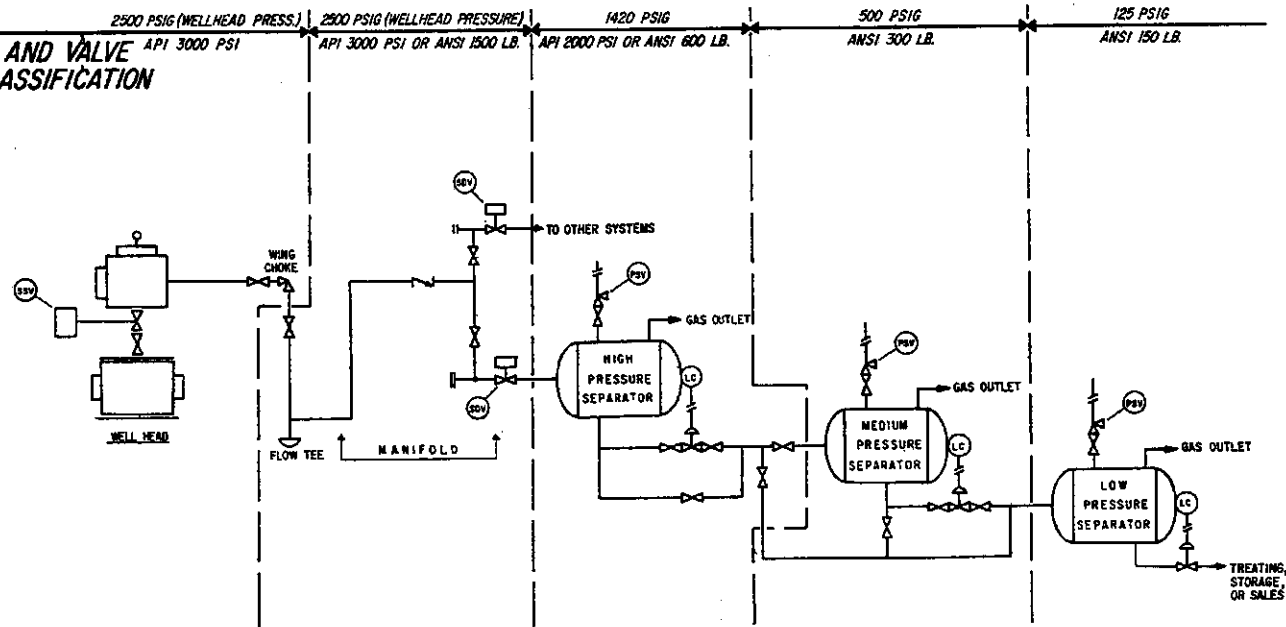 2500 PSIG (WELLHEAD PRESS.)
2500 PSIG (WELLHEAD PRESSURE)
1420 PSIG
500 PSIG
125 PSIG
API 3000 PSI
API 3000 PSI OR ANSI 1500 LB.
API 2000 PSI OR ANSI 600 LB.
ANSI 300 LB.
ANSI 150 LB.
AND VALVE
ASSIFICATION
SDV
TO OTHER SYSTEMS
WING
CHOKE
SSV
PSV
GAS OUTLET
HIGH
PRESSURE
SEPARATOR
LC
SDV
PSV
GAS OUTLET
MEDIUM
PRESSURE
SEPARATOR
LC
WELL HEAD
FLOW TEE
MANIFOLD
PSV
GAS OUTLET
LOW
PRESSURE
SEPARATOR
LC
TREATING,
STORAGE,
OR SALES